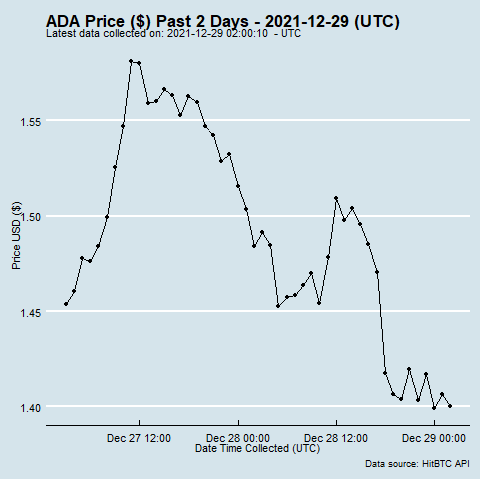 ADA Price ($) Past 2 Days - 2021-12-29 (UTC)
Latest data collected on: 2021-12-29 02:00:10 - UTC
1.55
1.50
1.45
1.40
Price USD ($)
Dec 27 12:00 Dec 28 00:00 Dec 28 12:00 Dec 29 00:00
Date Time Collected (UTC)
Data source: HitBTC API